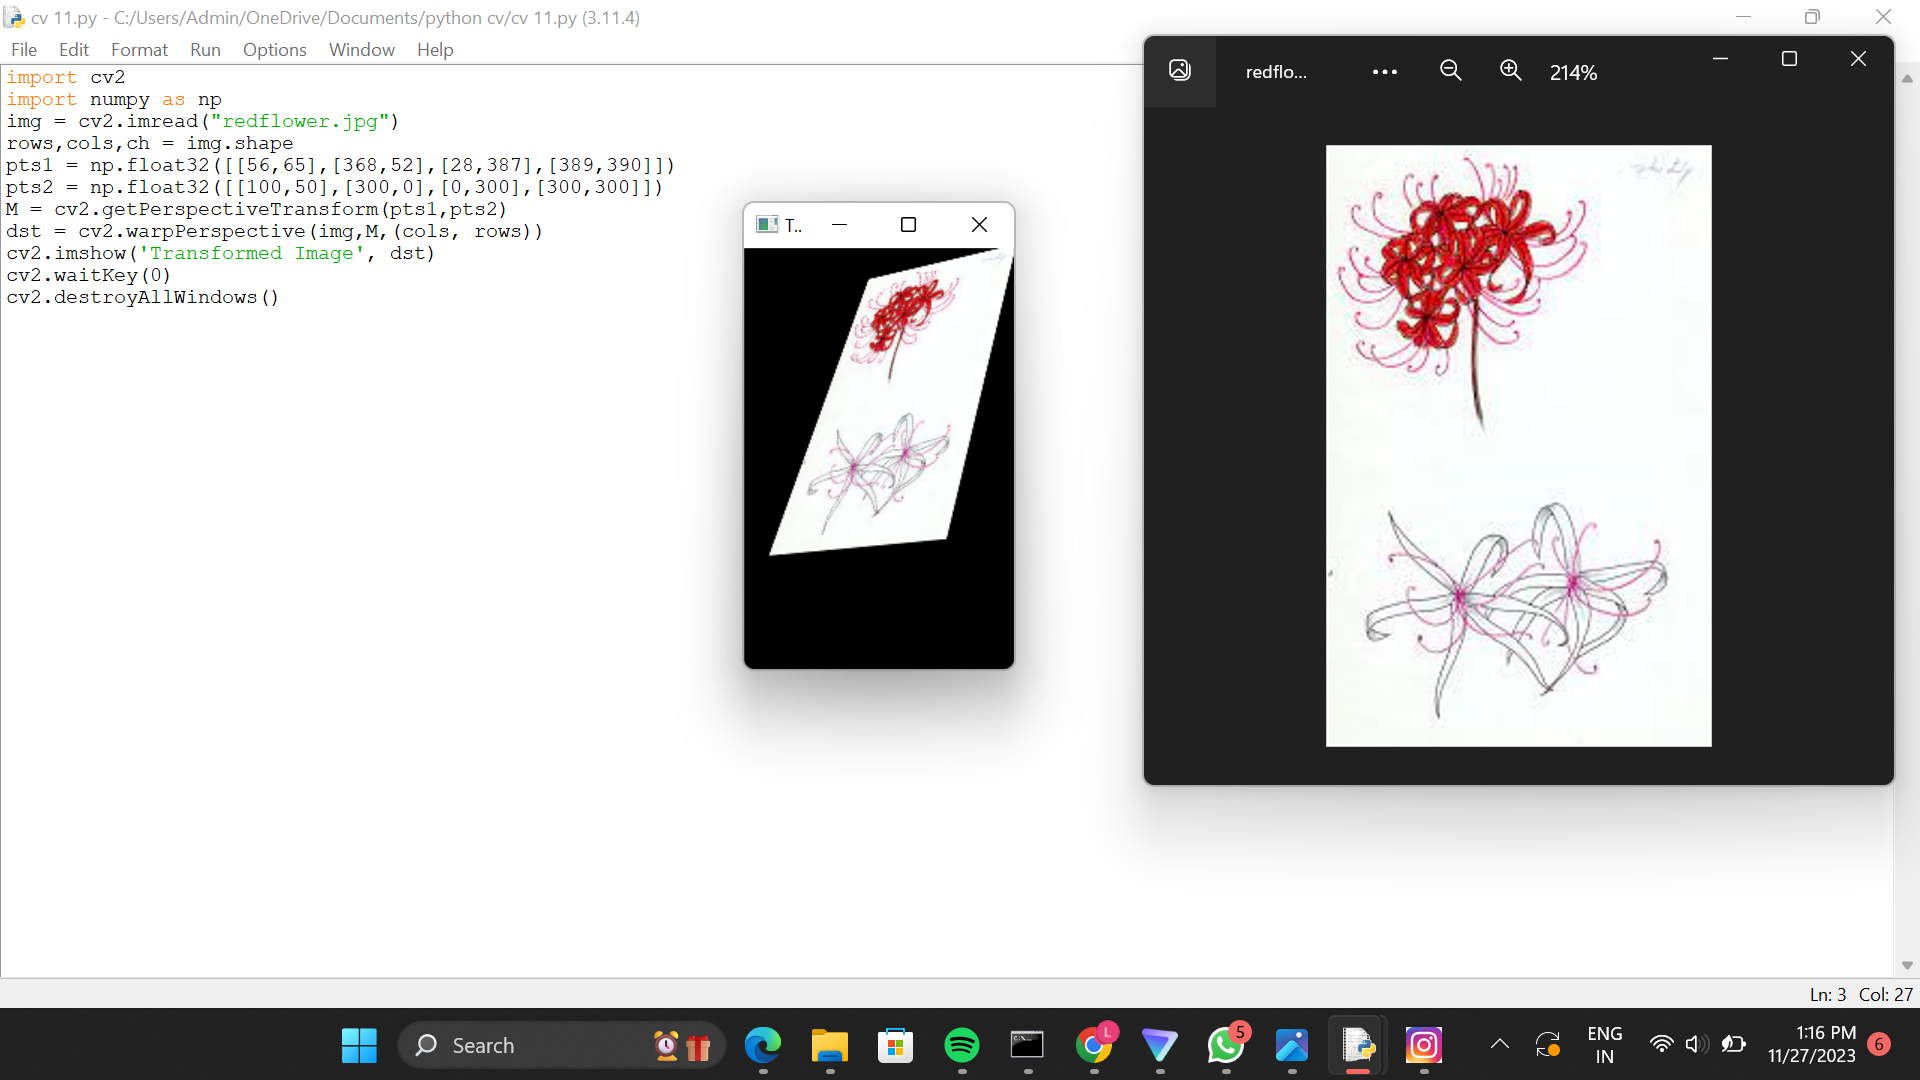 cv 11.py - C:/Users/Admin/OneDrive/Documents/python cv/cv 11.py (3.11.4)
File Edit Format Run Options Window Help
import cv2
import numpy as np
img = cv2.imread("redflower.jpg")
rows,cols,ch = img.shape
pts1 = np.float32([[56,65],[368,52],[28,387],[389,390]])
pts2 = np.float32([[100,50],[300,0],[0,300],[300,300]])
M = cv2.getPerspectiveTransform(pts1,pts2)
dst = cv2.warpPerspective(img,M,(cols, rows))
cv2.imshow('Transformed Image', dst)
cv2.waitKey(0)
cv2.destroyAllWindows()
T..
redflo...
214%
Ln: 3 Col: 27
Search
L
5
ENG
IN
1:16 PM
11/27/2023
6